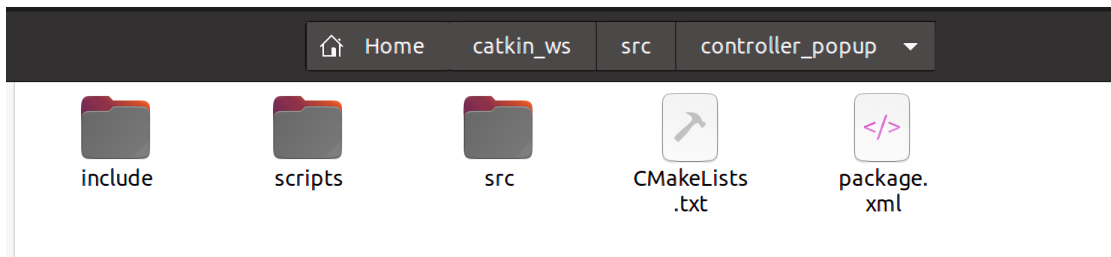 Home catkin_ws src controller_popup
</>
include scripts src CMakeLists package.
.txt xml